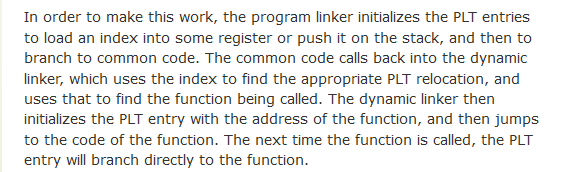 In order to make this work, the program linker initializes the PLT entries
to load an index into some register or push it on the stack, and then to
branch to common code. The common code calls back into the dynamic
linker, which uses the index to find the appropriate PLT relocation, and
uses that to find the function being called. The dynamic linker then
initializes the PLT entry with the address of the function, and then jumps
to the code of the function. The next time the function is called, the PLT
entry will branch directly to the function.